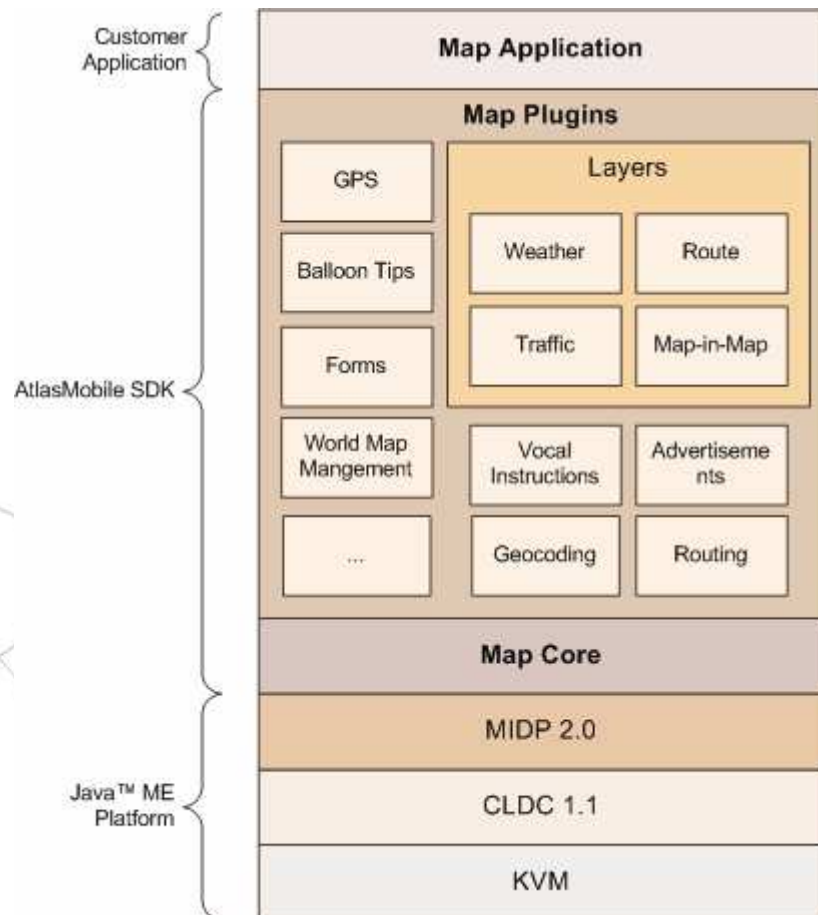 Customer
Application
Map Application
Map Plugins
GPS
Layers
Weather
Route
Balloon Tips
Traffic
Map-in-Map
Forms
AtlasMobile SDK
World Map
Mangement
Vocal
Instructions
Advertiseme
nts
...
Geocoding
Routing
Map Core
MIDP 2.0
Java™ ME
Platform
CLDC 1.1
KVM